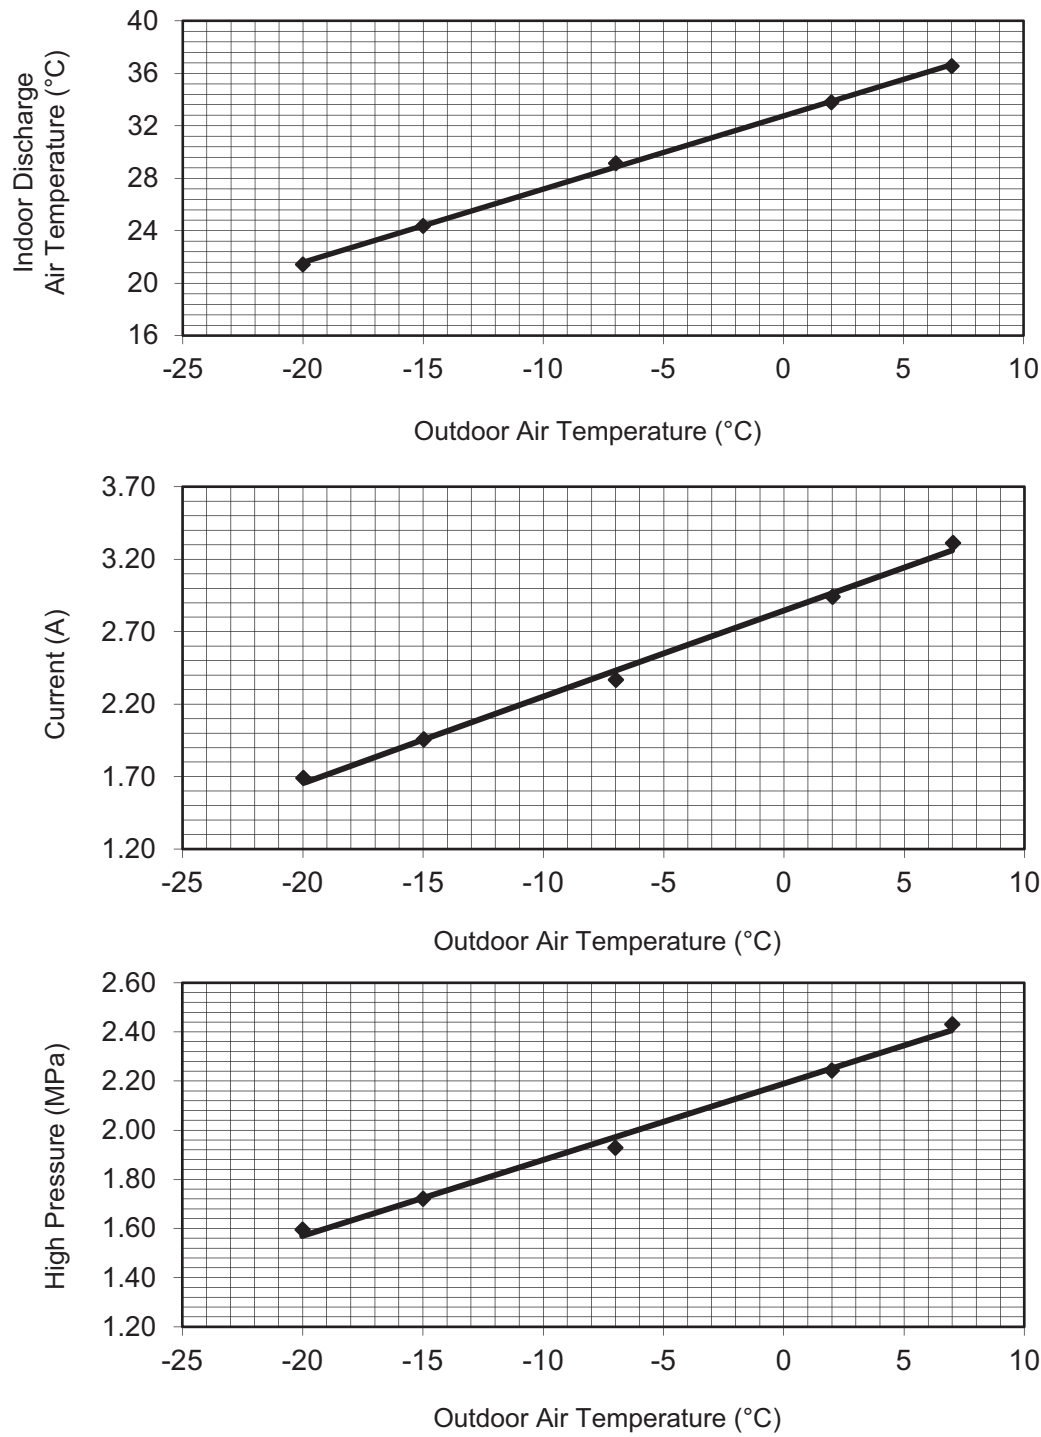 40
36
32
28
24
20
16
Indoor Discharge
Air Temperature (°C)
-25 -20 -15 -10 -5 0 5 10
Outdoor Air Temperature (°C)
3.70
3.20
2.70
2.20
1.70
1.20
Current (A)
-25 -20 -15 -10 -5 0 5 10
Outdoor Air Temperature (°C)
2.60
2.40
2.20
2.00
1.80
1.60
1.40
1.20
High Pressure (MPa)
-25 -20 -15 -10 -5 0 5 10
Outdoor Air Temperature (°C)